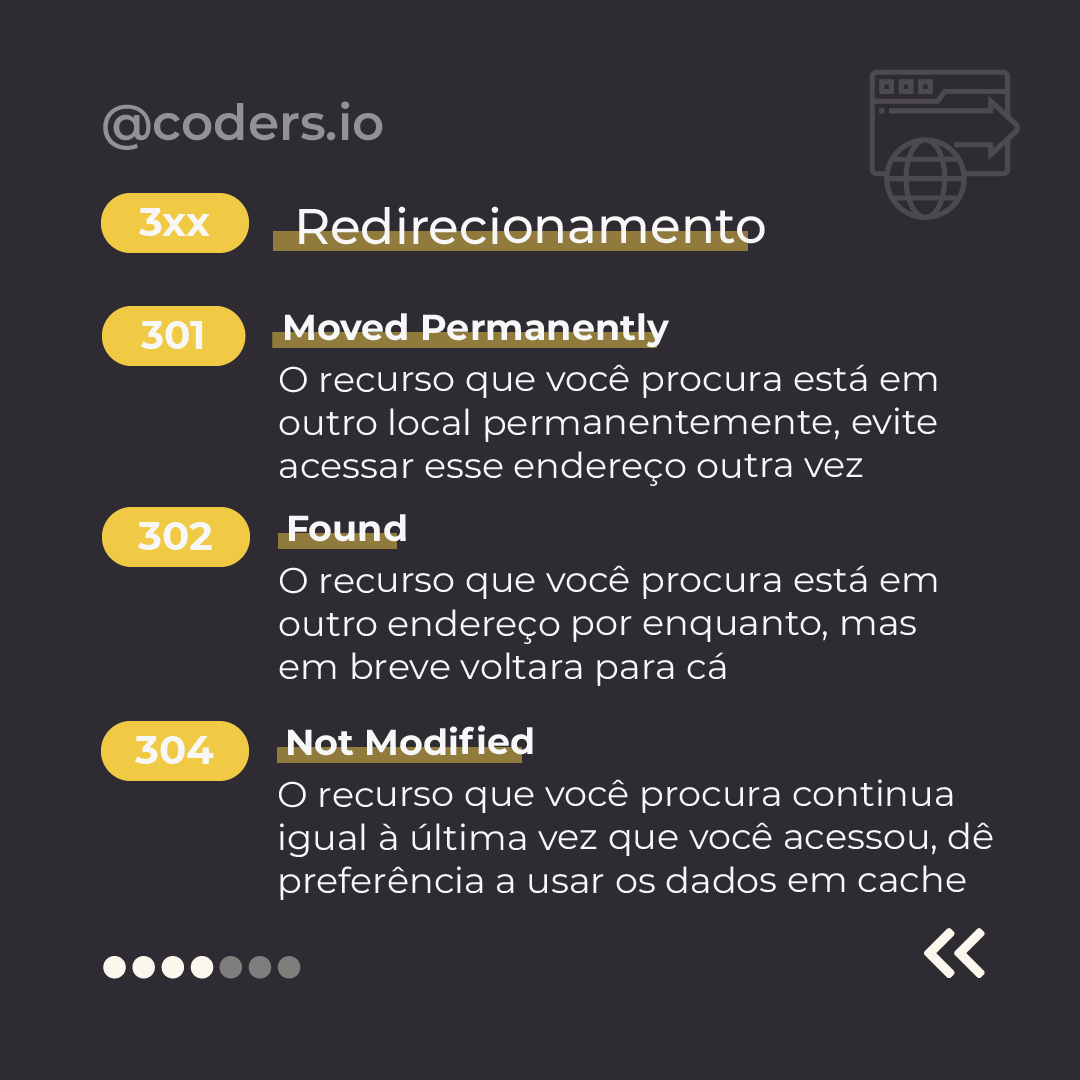 @coders.io
3xx
Redirecionamento
301
Moved Permanently
O recurso que você procura está em
outro local permanentemente, evite
acessar esse endereço outra vez
302
Found
O recurso que você procura está em
outro endereço por enquanto, mas
em breve voltara para cá
304
Not Modified
O recurso que você procura continua
igual à última vez que você acessou, dê
preferência a usar os dados em cache